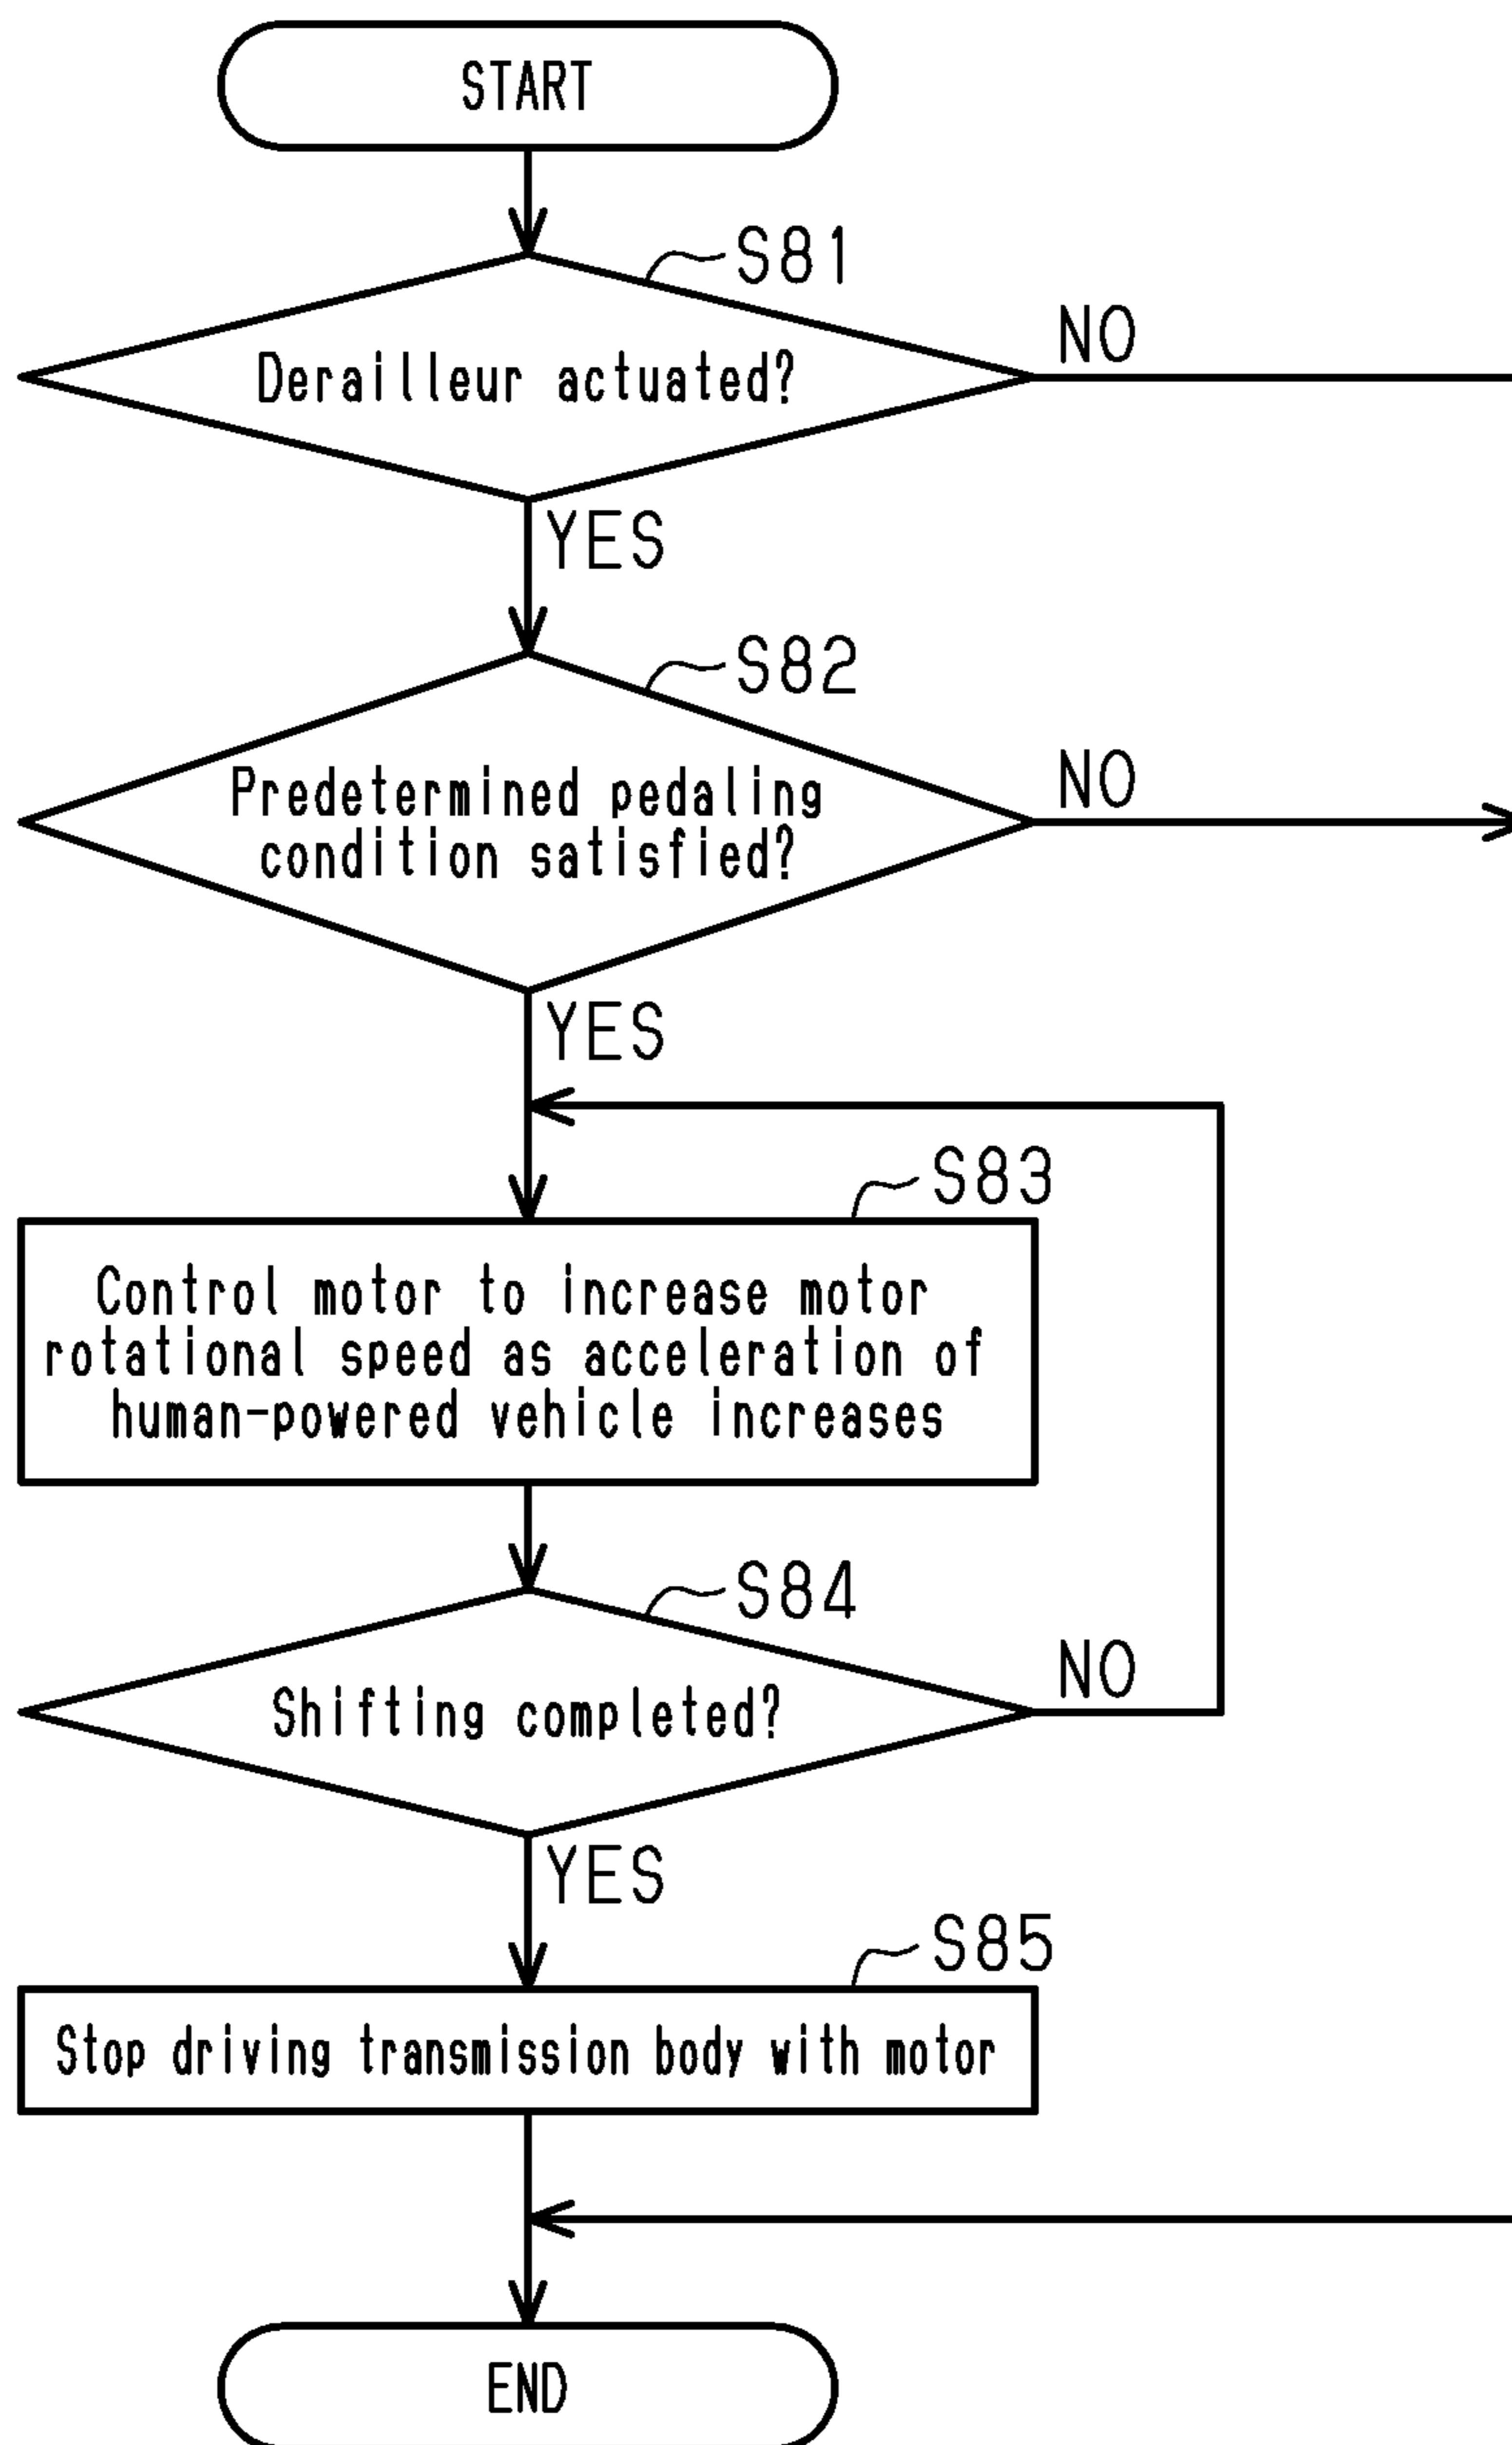 START
S81
NO
Derailleur actuated?
YES
S82
NO
Predetermined pedaling
condition satisfied?
YES
S83
Control motor to increase motor
rotational speed as acceleration of
human-powered vehicle increases
S84
NO
Shifting completed?
YES
S85
Stop driving transmission body with motor
END